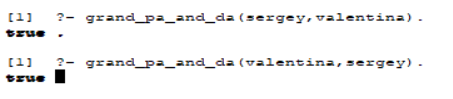 [1]  ?- grand_pa_and_da(sergey,valentina).
true .
[1]  ?- grand_pa_and_da(valentina,sergey).
true